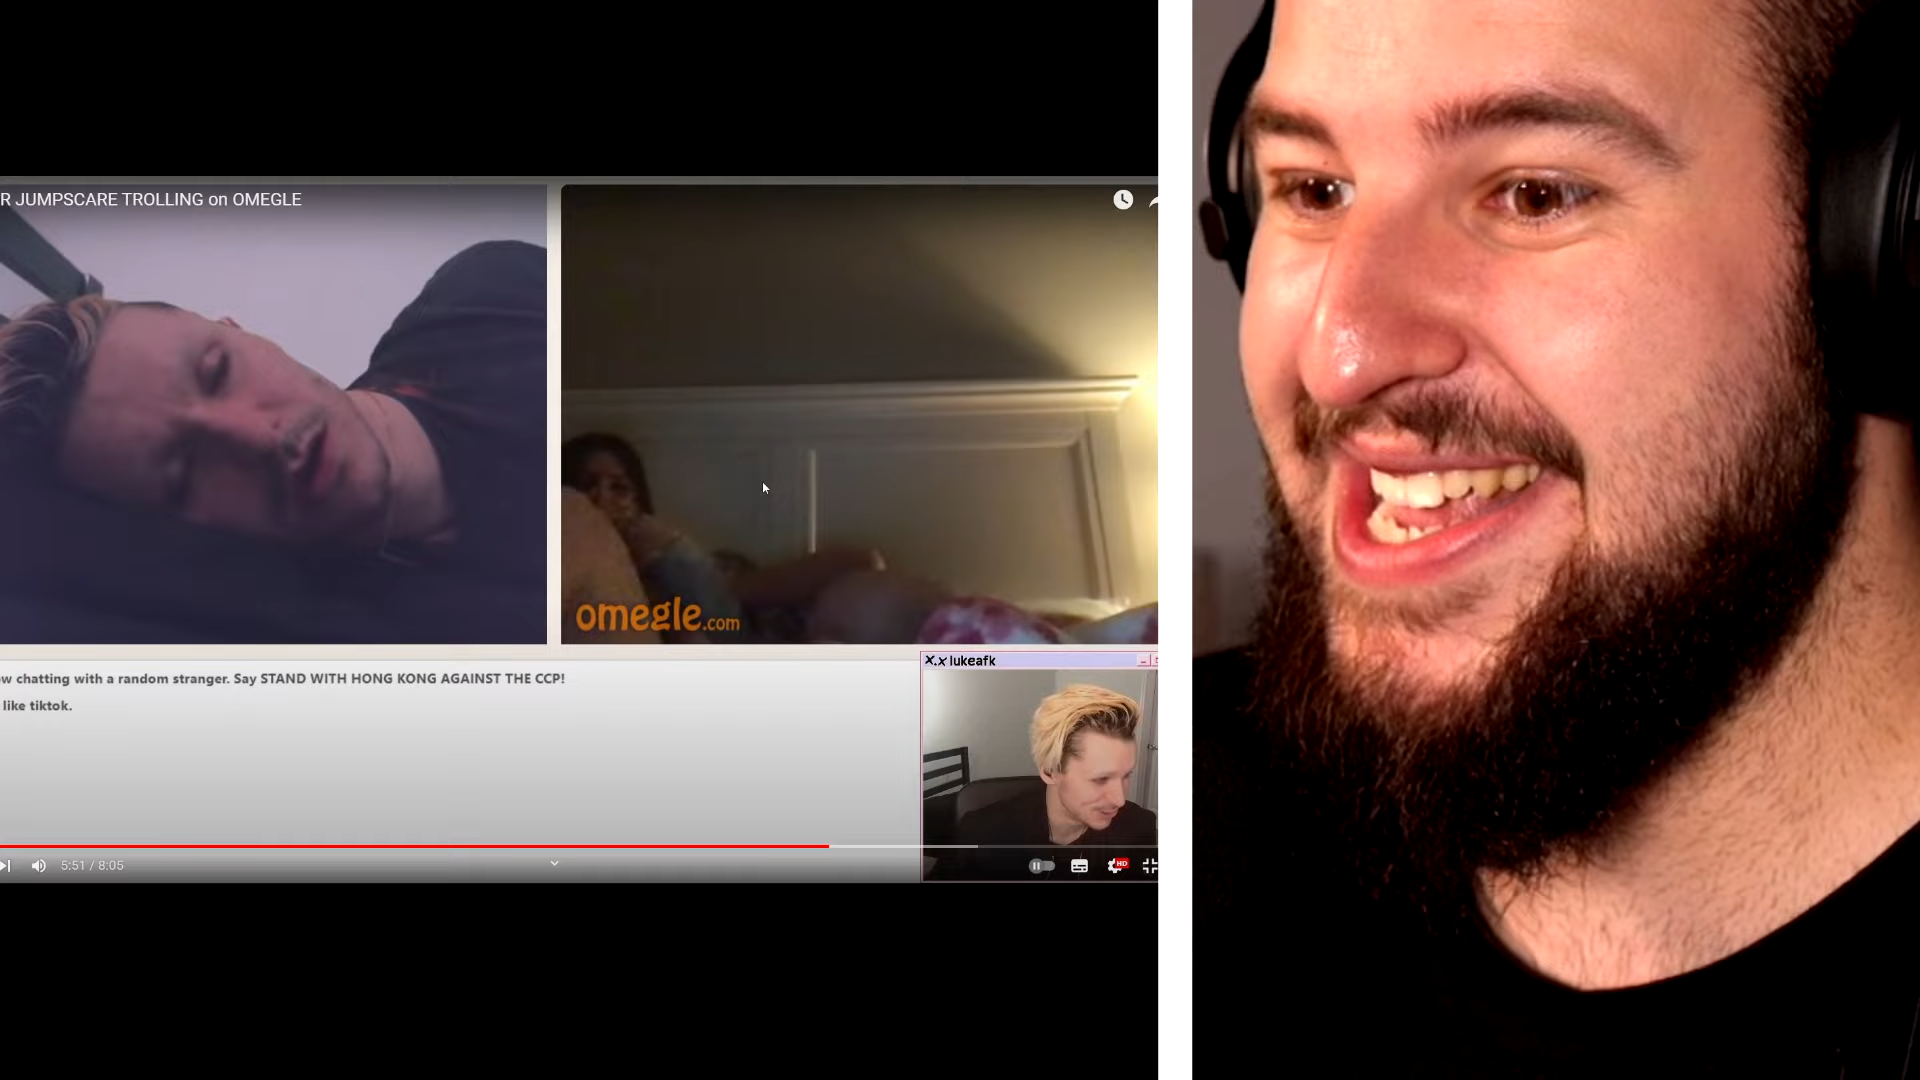 R JUMPSCARE TROLLING on OMEGLE
omegle.com
w chatting with a random stranger. Say STAND WITH HONG KONG AGAINST THE CCP!
like tiktok.
X.x lukeafk
5:51 / 8:05
HD